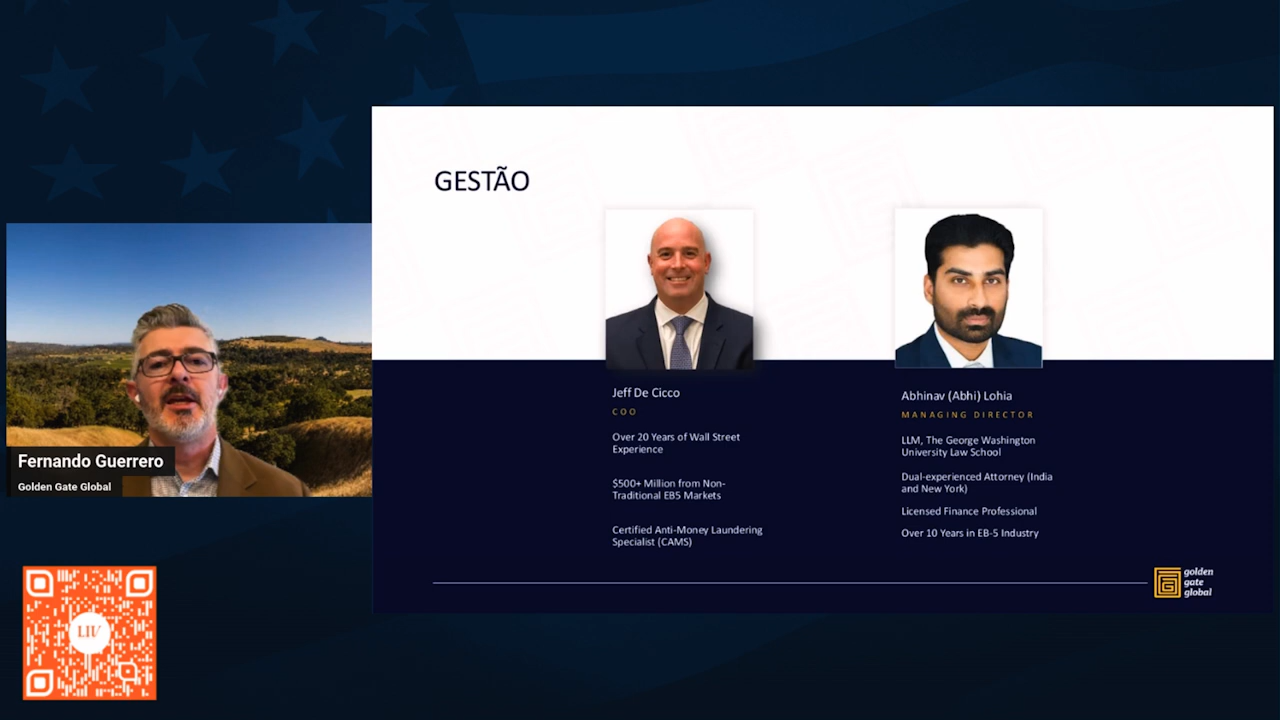 GESTÃO
Jeff De Cicco
COO
Over 20 Years of Wall Street
Experience
$500+ Million from Non-
Traditional EB5 Markets
Certified Anti-Money Laundering
Specialist (CAMS)
Abhinav (Abhi) Lohia
MANAGING DIRECTOR
LLM, The George Washington
University Law School
Dual-experienced Attorney (India
and New York)
Licensed Finance Professional
Over 10 Years in EB-5 Industry
golden
gate
global
Fernando Guerrero
Golden Gate Global
LIV